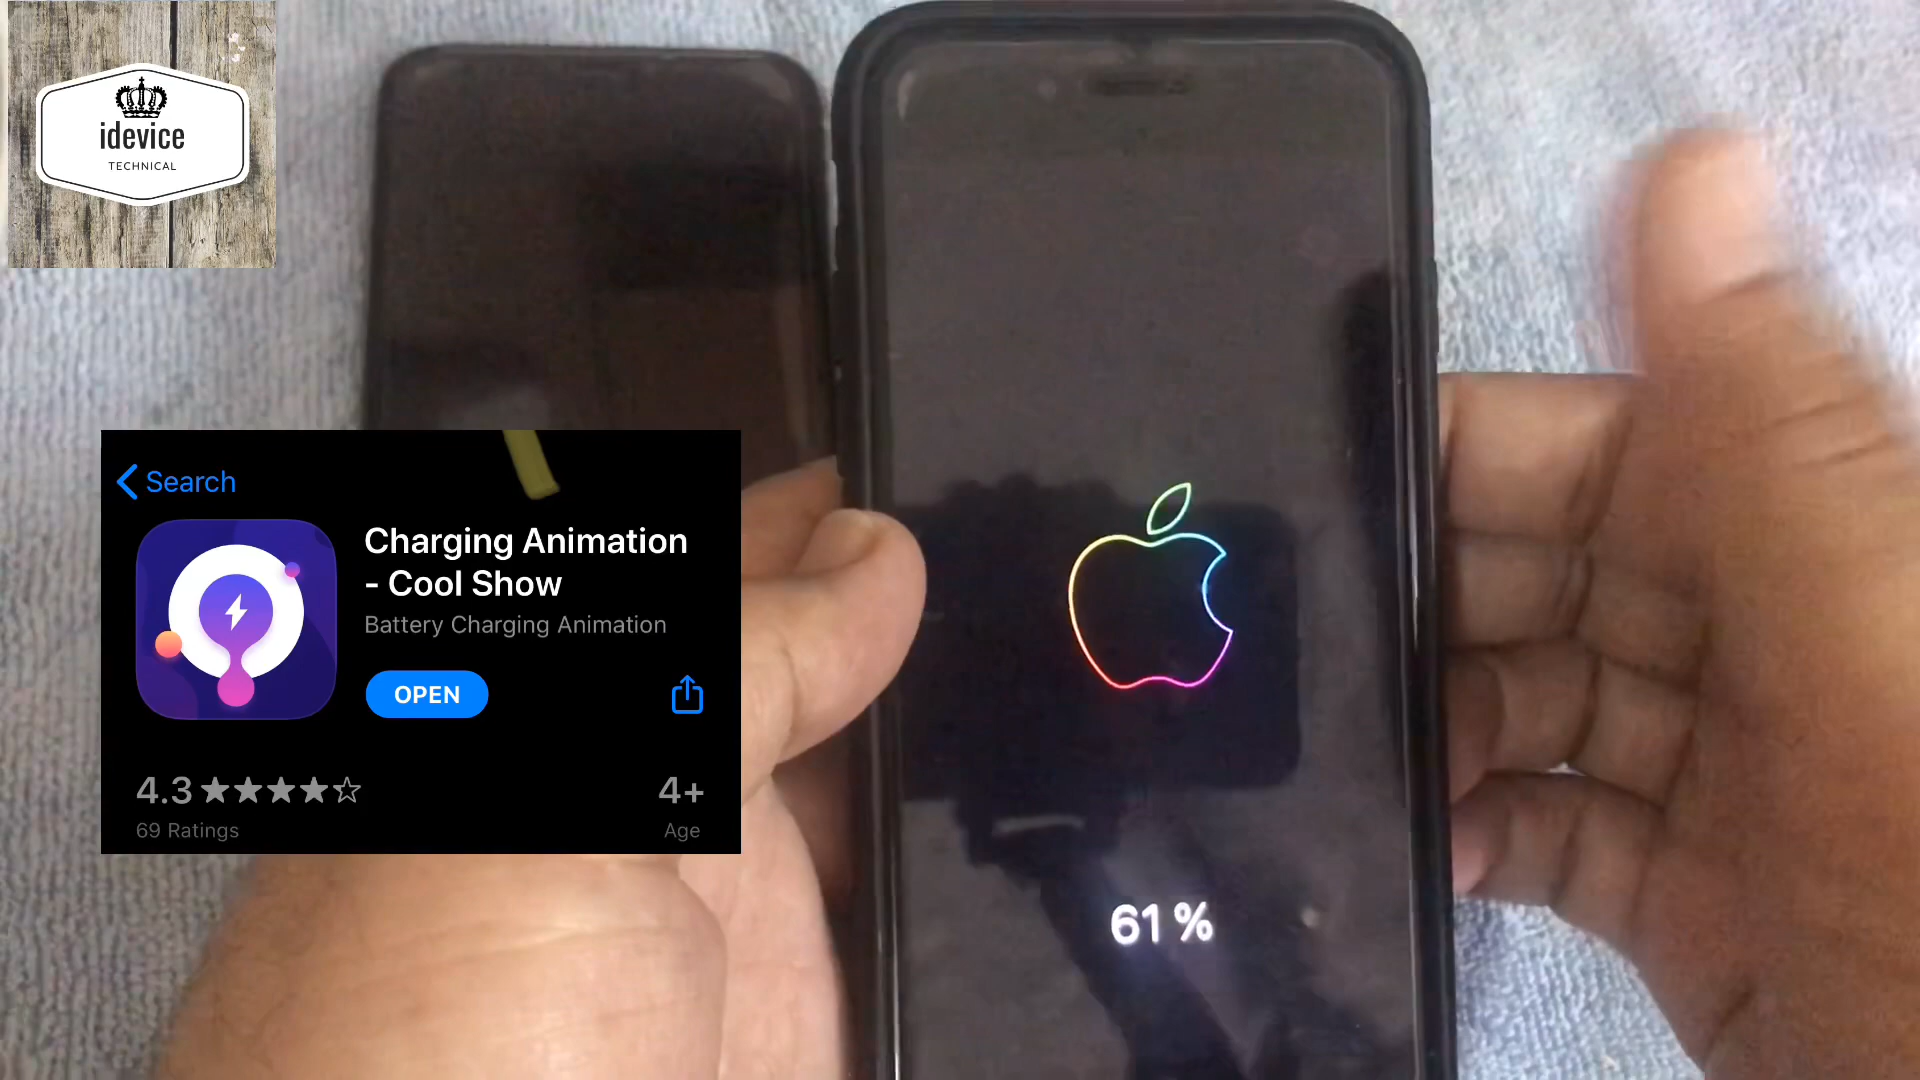 idevice
TECHNICAL
Search
Charging Animation
- Cool Show
Battery Charging Animation
OPEN
4.3
4+
69 Ratings
Age
61 %